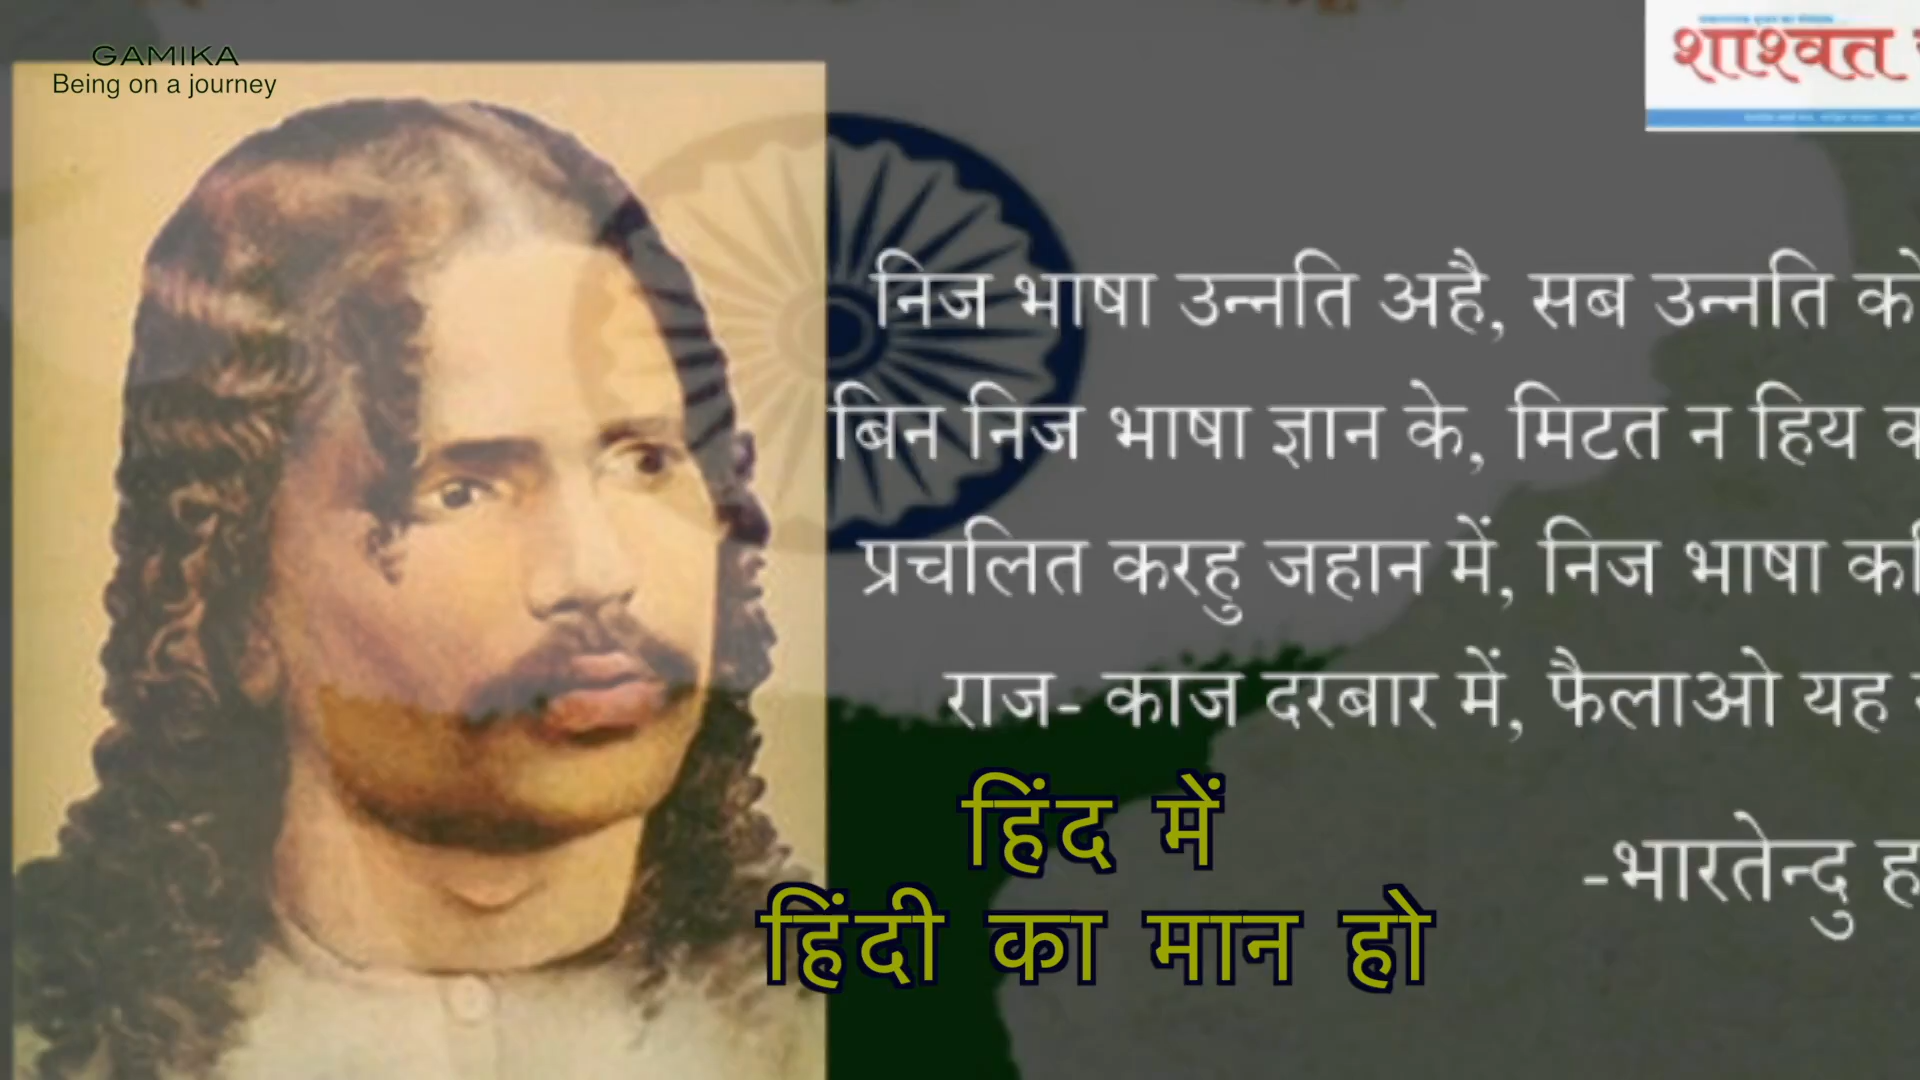 GAMIKA
Being on a journey
शाश्वत
निज भाषा उन्नति अहै, सब उन्नति को
बिन निज भाषा ज्ञान के, मिटत न हिय
प्रचलित करहु जहान में, निज भाषा
राज- काज दरबार में, फैलाओ यह
-भारतेन्दु
हिंद में
हिंदी का मान हो